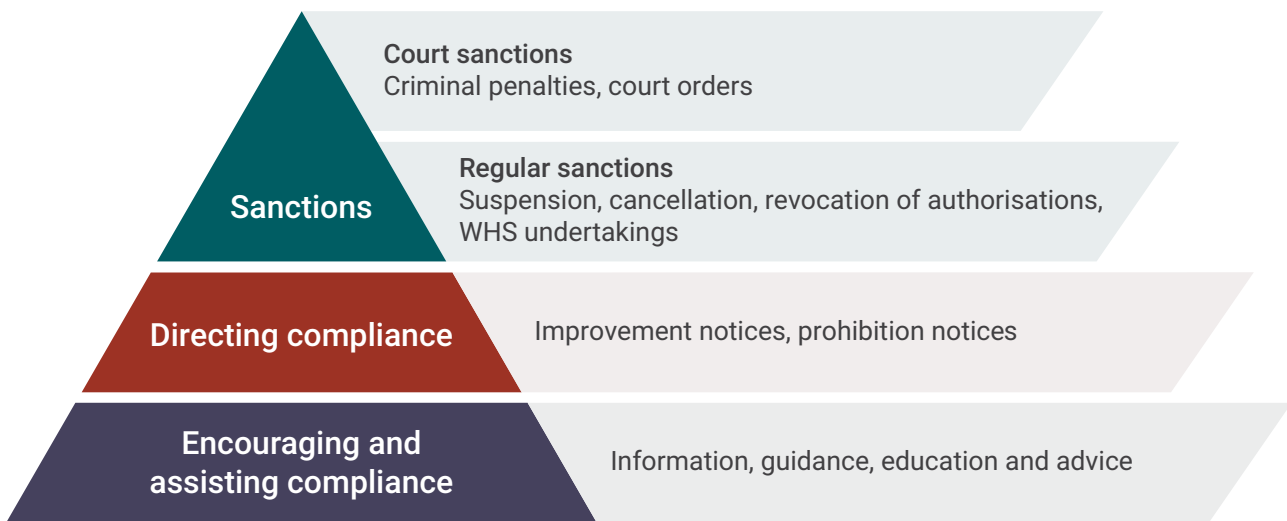 Court sanctions
Criminal penalties, court orders
Regular sanctions
Suspension, cancellation, revocation of authorisations,
WHS undertakings
Sanctions
Directing compliance
Improvement notices, prohibition notices
Encouraging and
assisting compliance
Information, guidance, education and advice